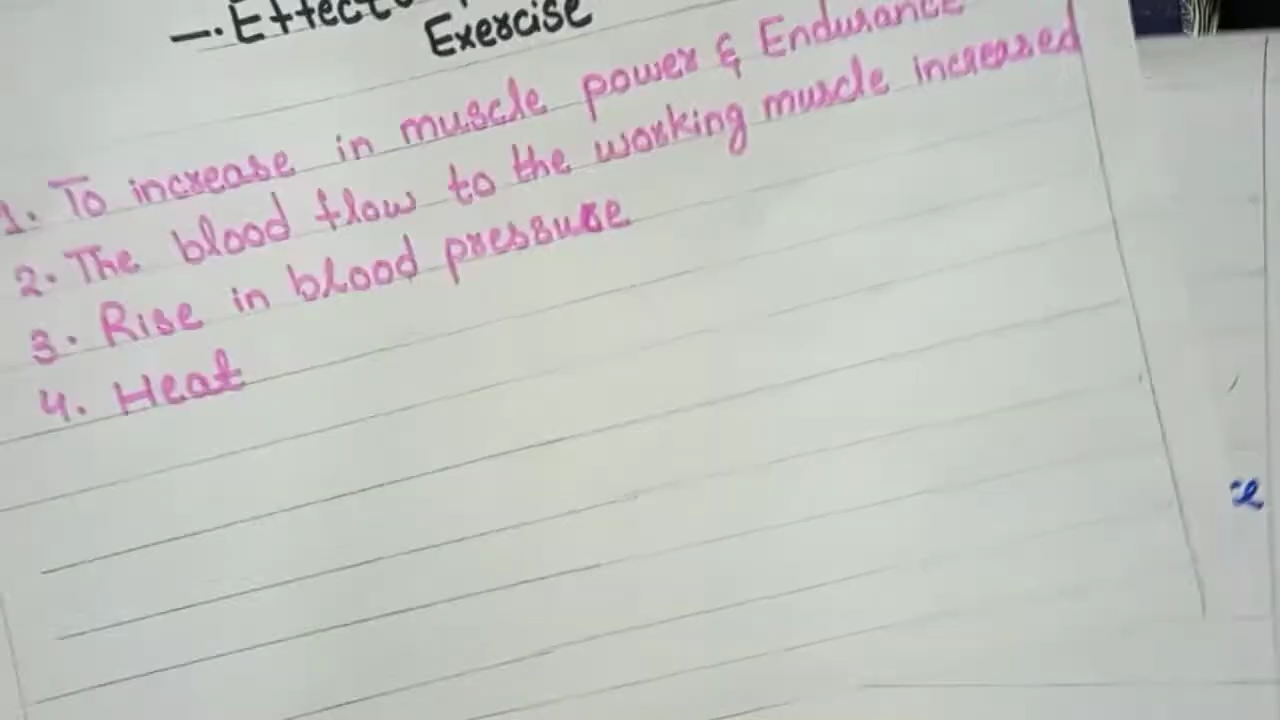 —. Effect
Exercise
1. To increase in muscle power & Endurance
2. The blood flow to the working muscle increased
3. Rise in blood pressure
4. Heat